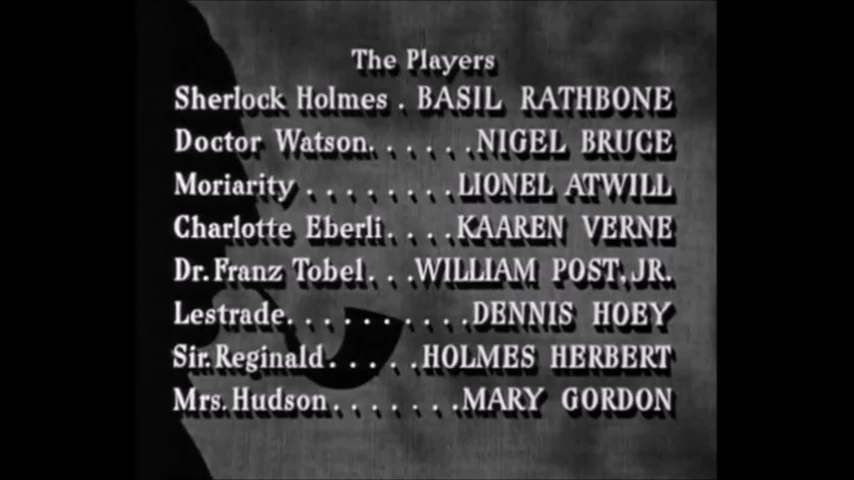 The Players
Sherlock Holmes . BASIL RATHBONE
Doctor Watson. . . . . . NIGEL BRUCE
Moriarity . . . . . . . . LIONEL ATWILL
Charlotte Eberli. . . . KAAREN VERNE
Dr. Franz Tobel. . . WILLIAM POST, JR.
Lestrade. . . . . . . . . . DENNIS HOEY
Sir. Reginald. . . . . HOLMES HERBERT
Mrs. Hudson. . . . . . . MARY GORDON